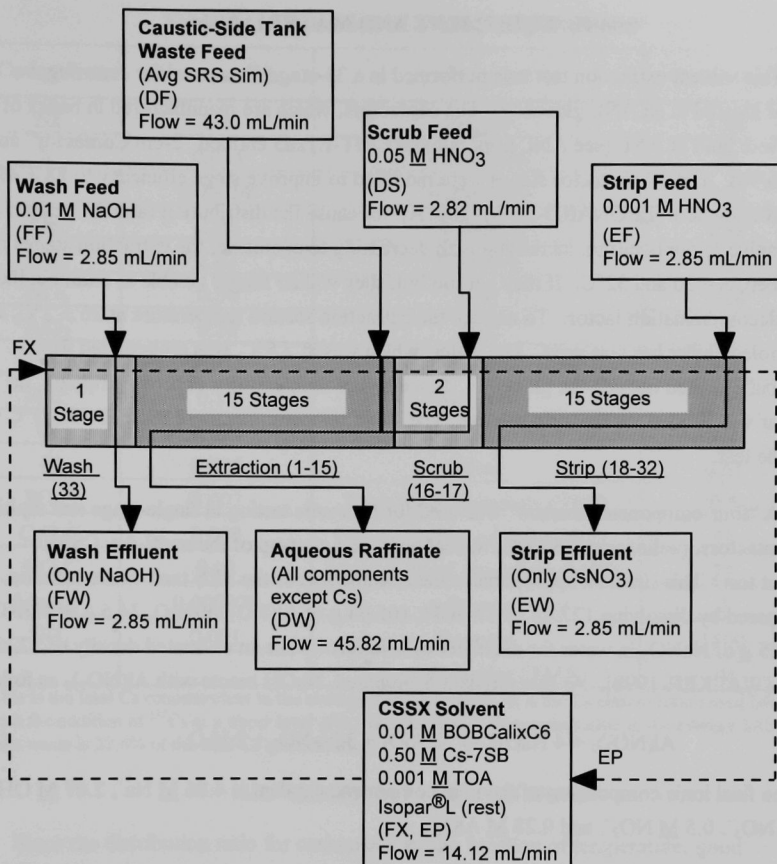 Caustic-Side Tank
Waste Feed
(Avg SRS Sim)
(DF)
Flow = 43.0 mL/min
Scrub Feed
0.05 M HNO3
(DS)
Flow = 2.82 mL/min
Wash Feed
0.01 M NaOH
(FF)
Flow = 2.85 mL/min
Strip Feed
0.001 M HNO3
(EF)
Flow = 2.85 mL/min
FX
1
Stage
15 Stages
2
Stages
15 Stages
Wash
(33)
Extraction (1-15)
Scrub
(16-17)
Strip (18-32)
Wash Effluent
(Only NaOH)
(FW)
Flow = 2.85 mL/min
Aqueous Raffinate
(All components
except Cs)
(DW)
Flow = 45.82 mL/min
Strip Effluent
(Only CsNO3)
(EW)
Flow = 2.85 mL/min
CSSX Solvent
0.01 M BOBCalixC6
0.50 M Cs-7SB
0.001 M TOA
Isopar®L (rest)
(FX, EP)
Flow = 14.12 mL/min
EP